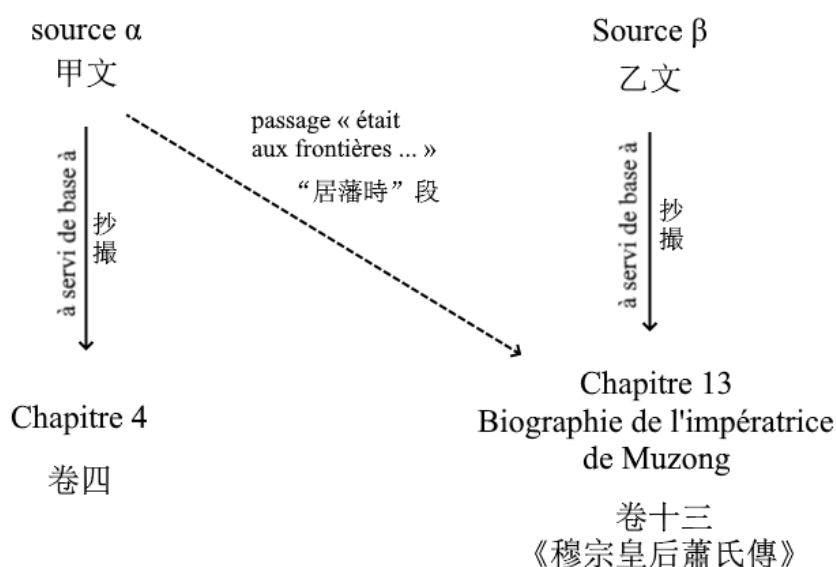 source α
甲文
Source β
乙文
passage « était
aux frontières ... »
“居藩時”段
à servi de base à
抄撮
à servi de base à
抄撮
Chapitre 4
卷四
Chapitre 13
Biographie de l'impératrice
de Muzong
卷十三
《穆宗皇后蕭氏傳》